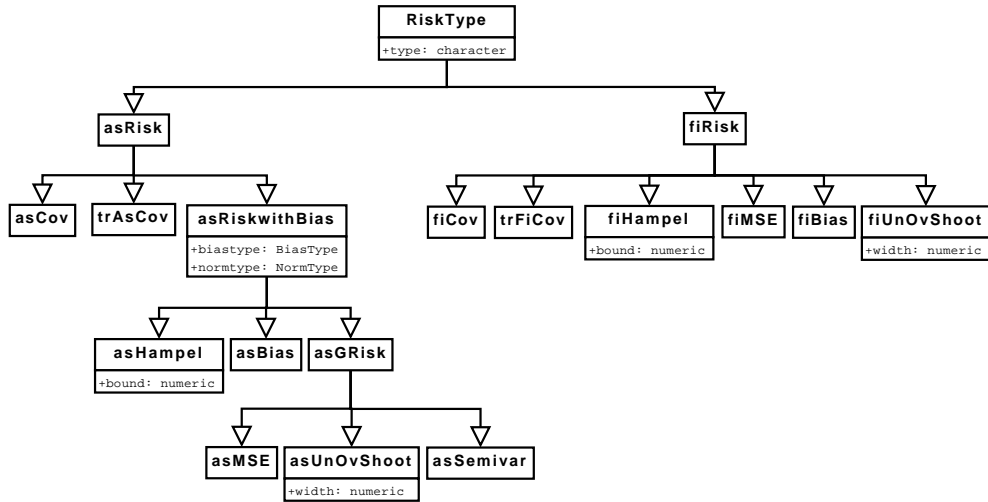 RiskType
+type: character
asRisk
fiRisk
asCov
trAsCov
asRiskwithBias
+biastype: BiasType
+normtype: NormType
fiCov
trFiCov
fiHampel
+bound: numeric
fiMSE
fiBias
fiUnOvShoot
+width: numeric
asHampel
+bound: numeric
asBias
asGRisk
asMSE
asUnOvShoot
+width: numeric
asSemivar